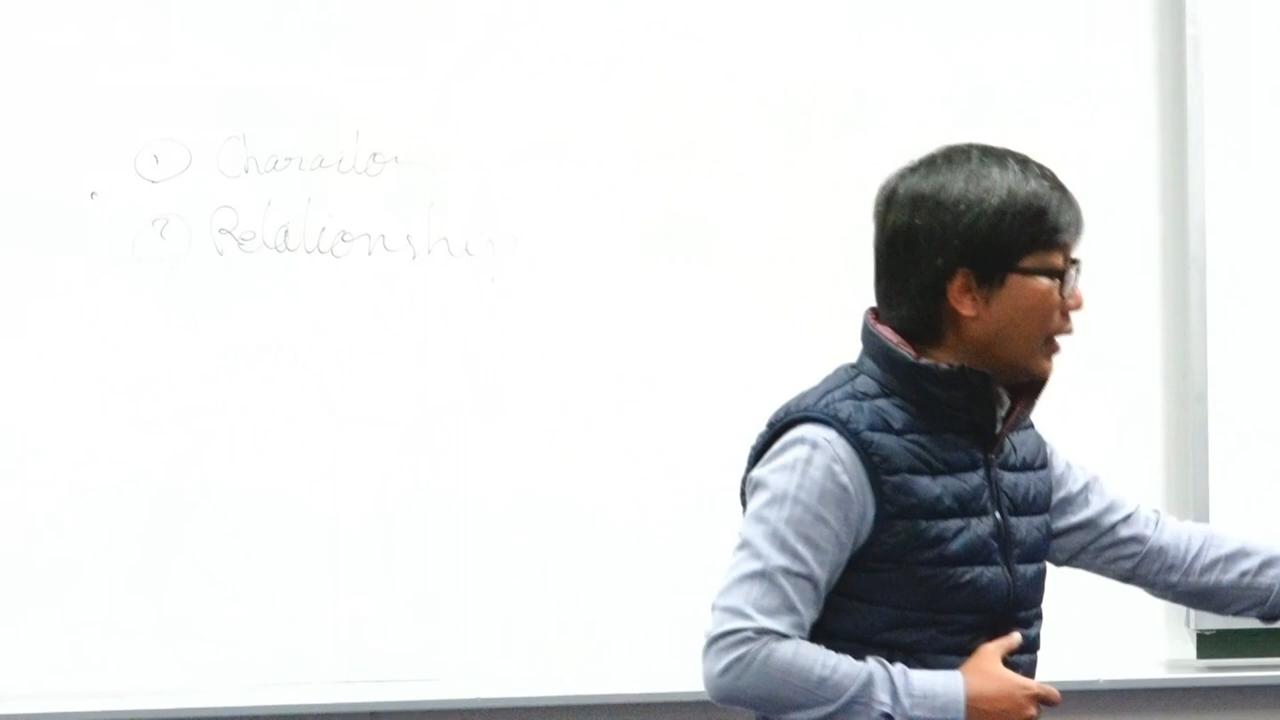 ① Character
② Relationship